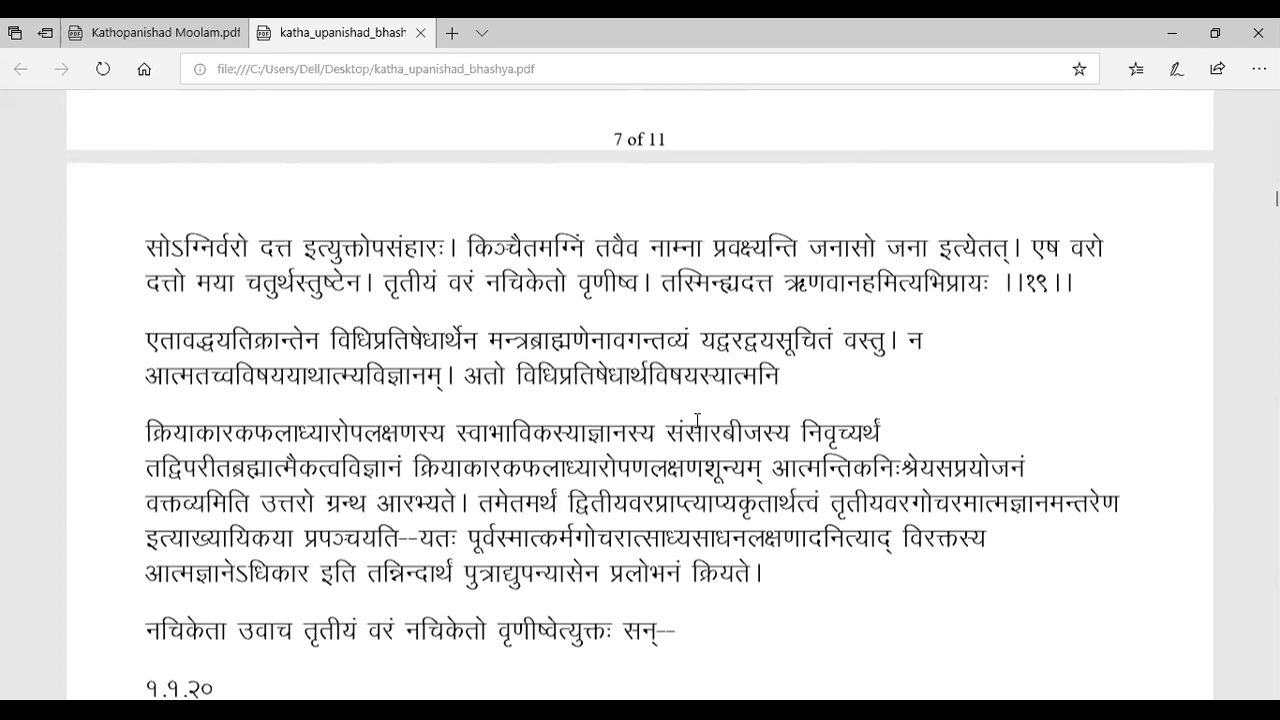 Kathopanishad Moolam.pdf
katha_upanishad_bhash
file:///C:/Users/Dell/Desktop/katha_upanishad_bhashya.pdf
7 of 11
सोऽग्निर्वरो दत्त इत्युक्तोपसंहारः। किञ्चैतमग्निं तवैव नाम्ना प्रवक्ष्यन्ति जनासो जना इत्येतत्। एष वरो
दत्तो मया चतुर्थस्तुष्टेन। तृतीयं वरं नचिकेतो वृणीष्व। तस्मिन्ह्यदत्त ऋणवानहमित्यभिप्रायः ।।१९।।
एतावद्ध्यतिक्रान्तेन विधिप्रतिषेधार्थेन मन्त्रब्राह्मणेनावगन्तव्यं यद्वरद्वयसूचितं वस्तु। न
आत्मतत्त्वविषययाथात्म्यविज्ञानम्। अतो विधिप्रतिषेधार्थविषयस्यात्मनि
क्रियाकारकफलाध्यारोपलक्षणस्य स्वाभाविकस्याज्ञानस्य संसारबीजस्य निवृत्त्यर्थं
तद्विपरीतब्रह्मात्मैकत्वविज्ञानं क्रियाकारकफलाध्यारोपणलक्षणशून्यम् आत्मन्तिकनिःश्रेयसप्रयोजनं
वक्तव्यमिति उत्तरो ग्रन्थ आरभ्यते। तमेतमर्थं द्वितीयवरप्राप्त्याप्यकृतार्थत्वं तृतीयवरगोचरमात्मज्ञानमन्तरेण
इत्याख्यायिकया प्रपञ्चयति--यतः पूर्वस्मात्कर्मगोचरात्साध्यसाधनलक्षणादनित्याद् विरक्तस्य
आत्मज्ञानेऽधिकार इति तन्निन्दार्थं पुत्राद्युपन्यासेन प्रलोभनं क्रियते।
नचिकेता उवाच तृतीयं वरं नचिकेतो वृणीष्वेत्युक्तः सन्--
१.१.२०